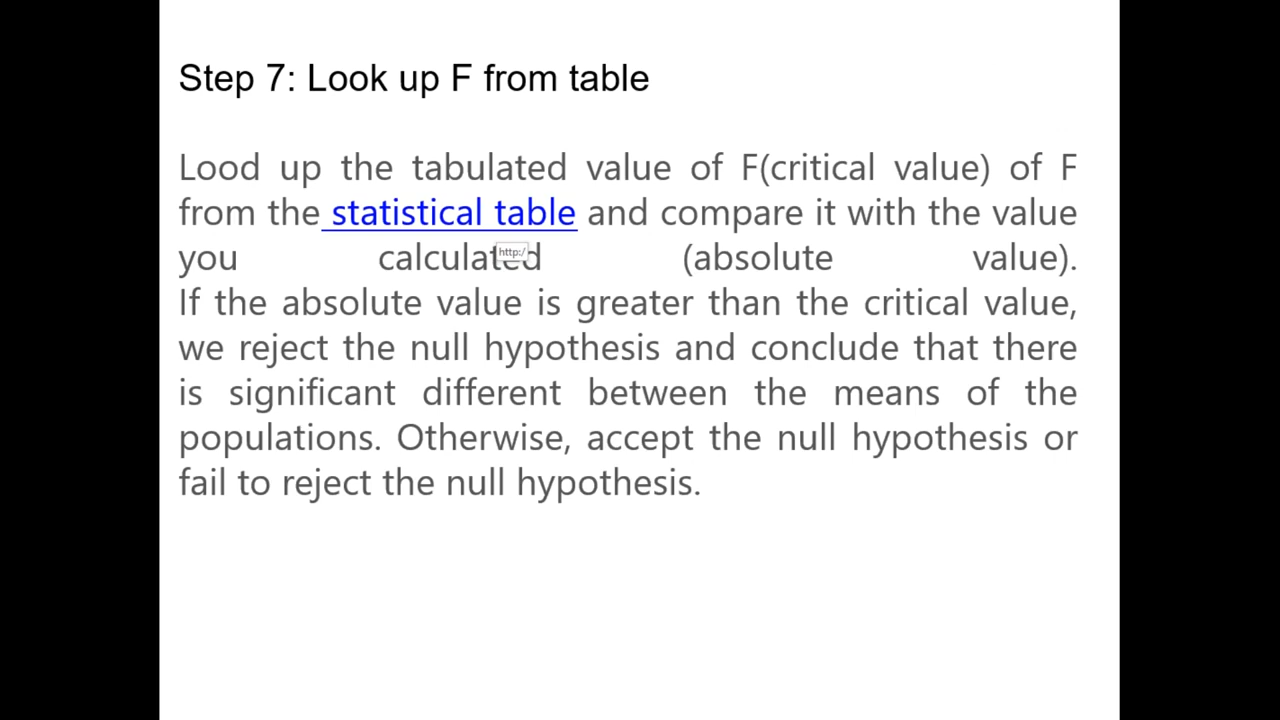 Step 7: Look up F from table
Lood up the tabulated value of F(critical value) of F
from the statistical table and compare it with the value
you calculated (absolute value).
http:/
If the absolute value is greater than the critical value,
we reject the null hypothesis and conclude that there
is significant different between the means of the
populations. Otherwise, accept the null hypothesis or
fail to reject the null hypothesis.